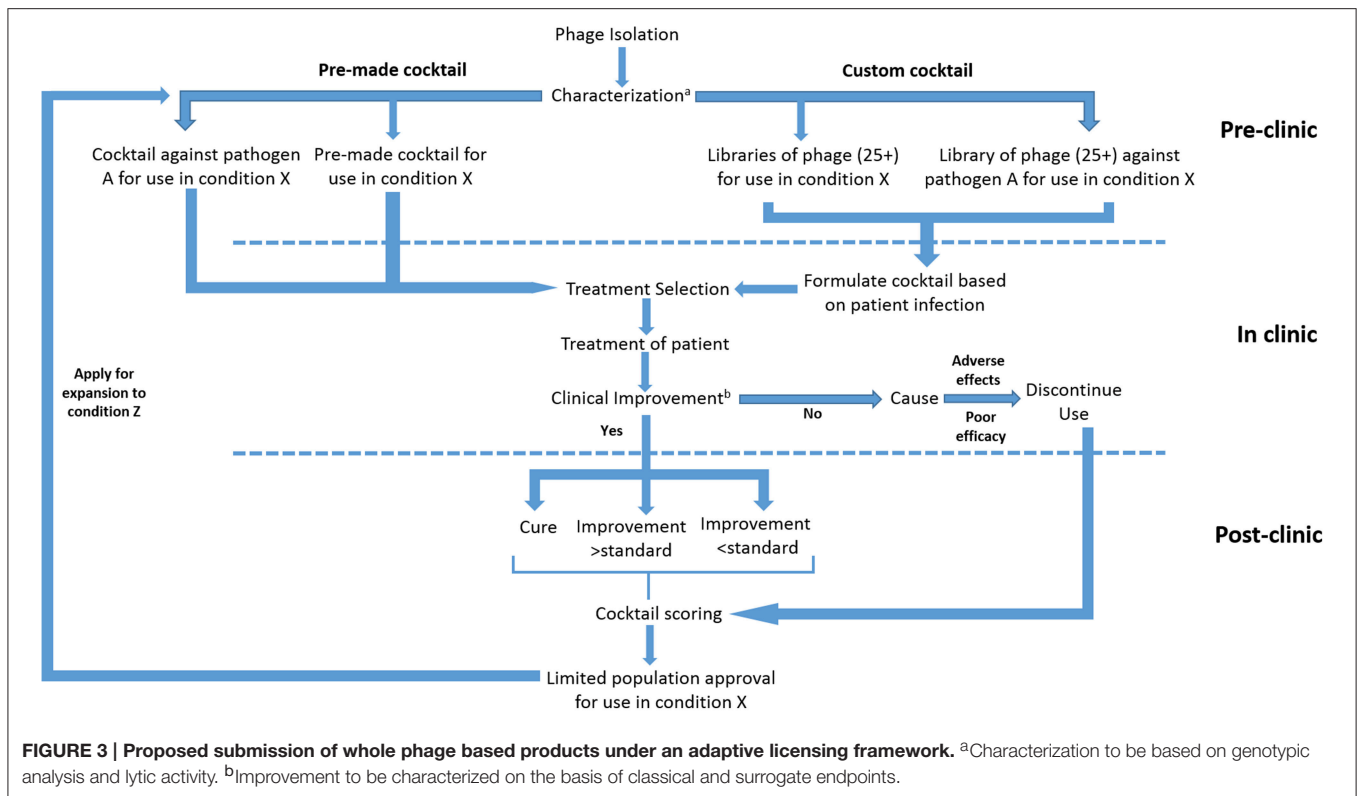 Phage Isolation
Pre-made cocktail
Custom cocktail
Characterizationᵃ
Pre-clinic
Cocktail against pathogen
A for use in condition X
Pre-made cocktail for
use in condition X
Libraries of phage (25+)
for use in condition X
Library of phage (25+) against
pathogen A for use in condition X
Treatment Selection
Formulate cocktail based
on patient infection
In clinic
Treatment of patient
Apply for
expansion to
condition Z
Clinical Improvementᵇ
No
Cause
Adverse
effects
Poor
efficacy
Discontinue
Use
Yes
Cure
Improvement
>standard
Improvement
<standard
Post-clinic
Cocktail scoring
Limited population approval
for use in condition X
FIGURE 3 | Proposed submission of whole phage based products under an adaptive licensing framework. ᵃCharacterization to be based on genotypic
analysis and lytic activity. ᵇImprovement to be characterized on the basis of classical and surrogate endpoints.